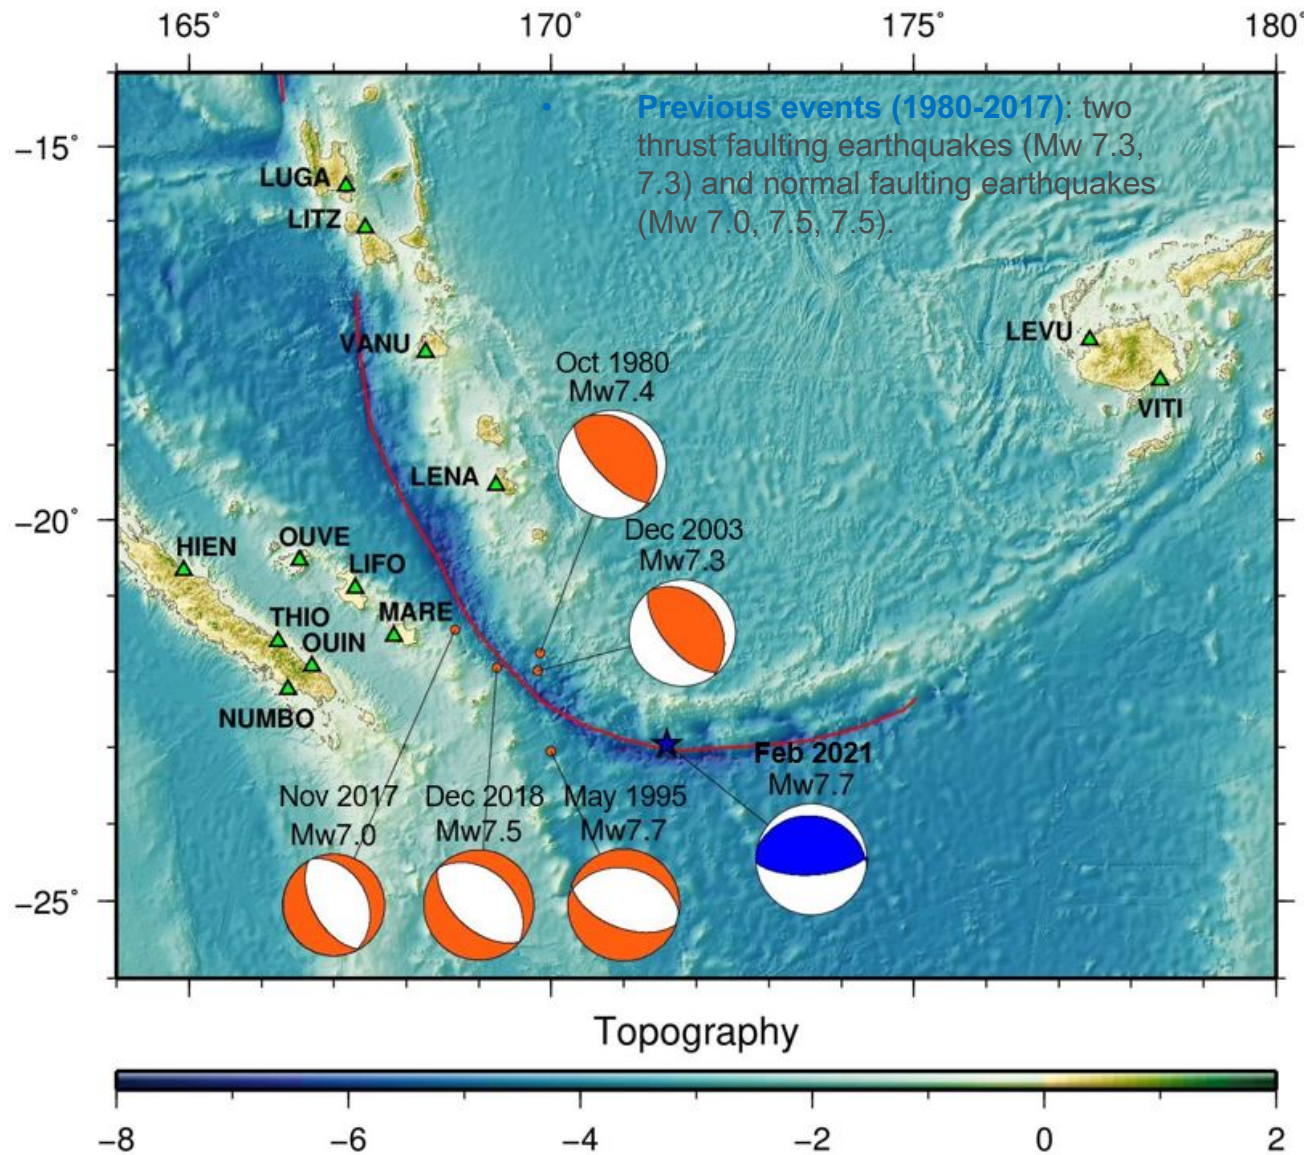 165° 170° 175° 180°
• Previous events (1980-2017): two
thrust faulting earthquakes (Mw 7.3,
7.3) and normal faulting earthquakes
(Mw 7.0, 7.5, 7.5).
−15°
LUGA
LITZ
VANU
LEVU
VITI
Oct 1980
Mw7.4
LENA
−20°
Dec 2003
Mw7.3
HIEN
OUVE
LIFO
THIO
MARE
OUIN
NUMBO
Feb 2021
Mw7.7
Nov 2017
Mw7.0
Dec 2018
Mw7.5
May 1995
Mw7.7
−25°
Topography
−8 −6 −4 −2 0 2